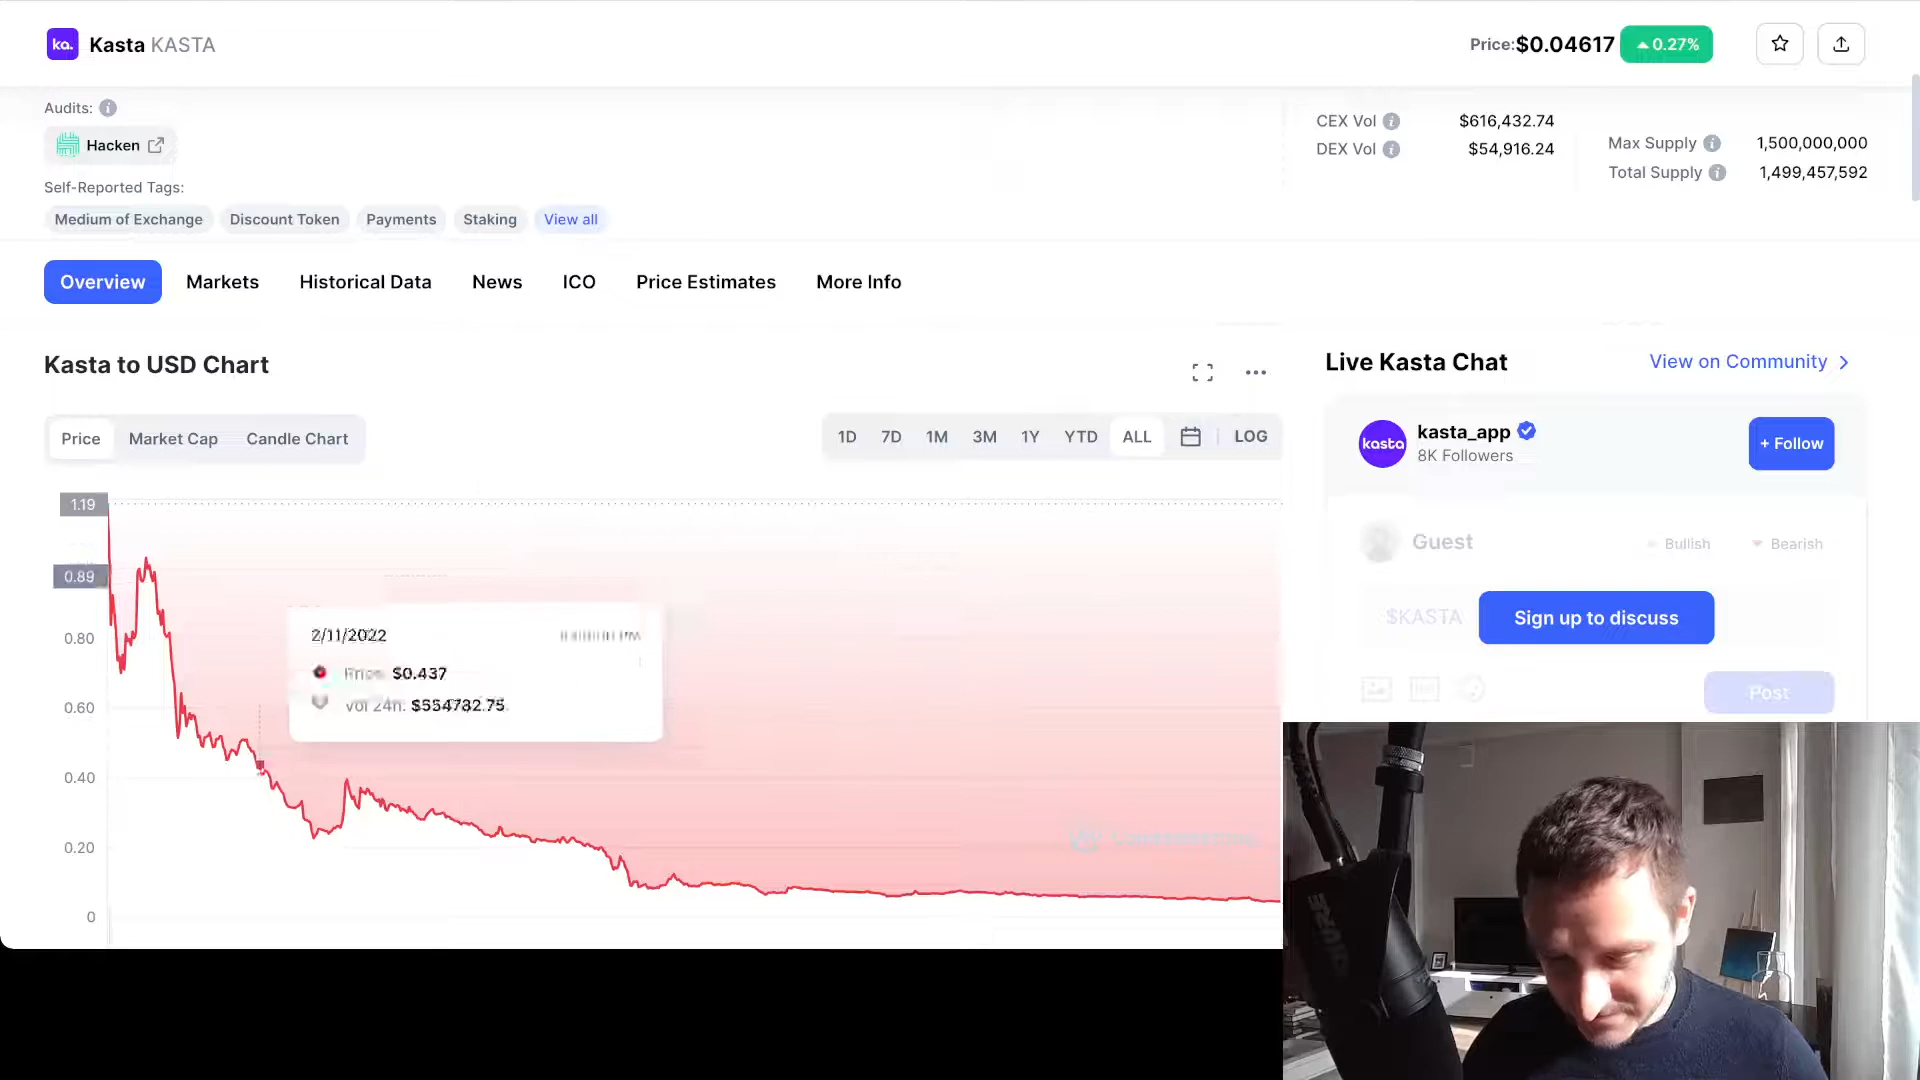 ka. Kasta KASTA
Price:$0.04617 0.27%
Audits:
Hacken
Self-Reported Tags:
Medium of Exchange Discount Token Payments Staking View all
CEX Vol $616,432.74
DEX Vol $54,916.24
Max Supply 1,500,000,000
Total Supply 1,499,457,592
Overview Markets Historical Data News ICO Price Estimates More Info
Kasta to USD Chart
Price Market Cap Candle Chart
1D 7D 1M 3M 1Y YTD ALL LOG
1.19
0.89
0.80
0.60
0.40
0.20
0
2/11/2022
Price: $0.437
Vol 24h:
Live Kasta Chat View on Community
kasta kasta_app
8K Followers
+ Follow
Guest Bullish Bearish
$KASTA Sign up to discuss
Post
SHURE